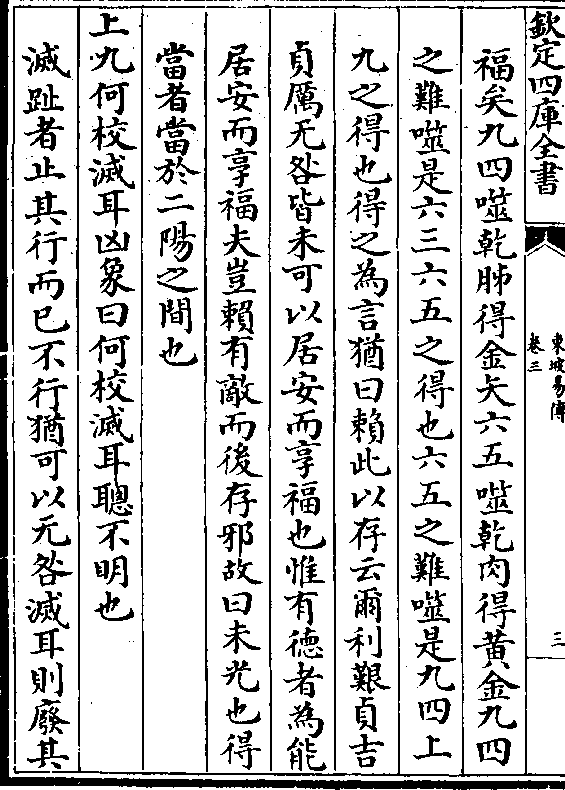 欽定四庫全書
東坡易傳
卷三
三
福矣九四噬乾胏得金矢六五噬乾肉得黃金九四
之難噬是六三六五之得也六五之難噬是九四上
九之得也得之為言猶曰賴此以存云爾利艱貞吉
貞厲无咎皆未可以居安而享福也惟有德者為能
居安而享福夫豈賴有敵而後存邪故曰未光也得
當者當於二陽之間也
上九何校滅耳凶象曰何校滅耳聰不明也
滅趾者止其行而已不行猶可以无咎滅耳則廢其